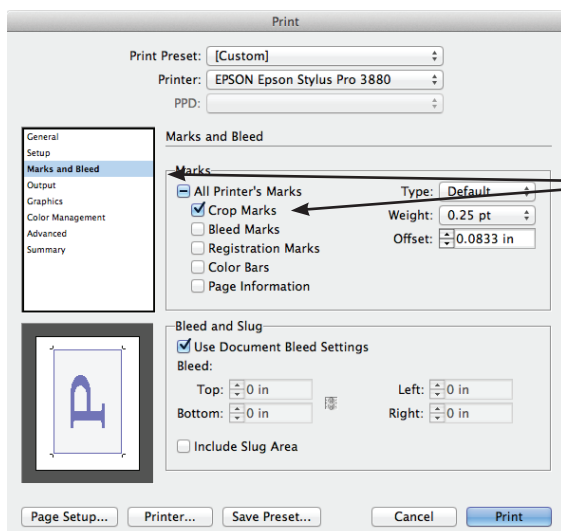 Print
Print Preset: [Custom]
Printer: EPSON Epson Stylus Pro 3880
PPD:
General
Setup
Marks and Bleed
Output
Graphics
Color Management
Advanced
Summary
Marks and Bleed
Marks
All Printer's Marks
Crop Marks
Bleed Marks
Registration Marks
Color Bars
Page Information
Type: Default
Weight: 0.25 pt
Offset: 0.0833 in
P
Bleed and Slug
Use Document Bleed Settings
Bleed:
Top: 0 in Left: 0 in
Bottom: 0 in Right: 0 in
Include Slug Area
Page Setup... Printer... Save Preset... Cancel Print